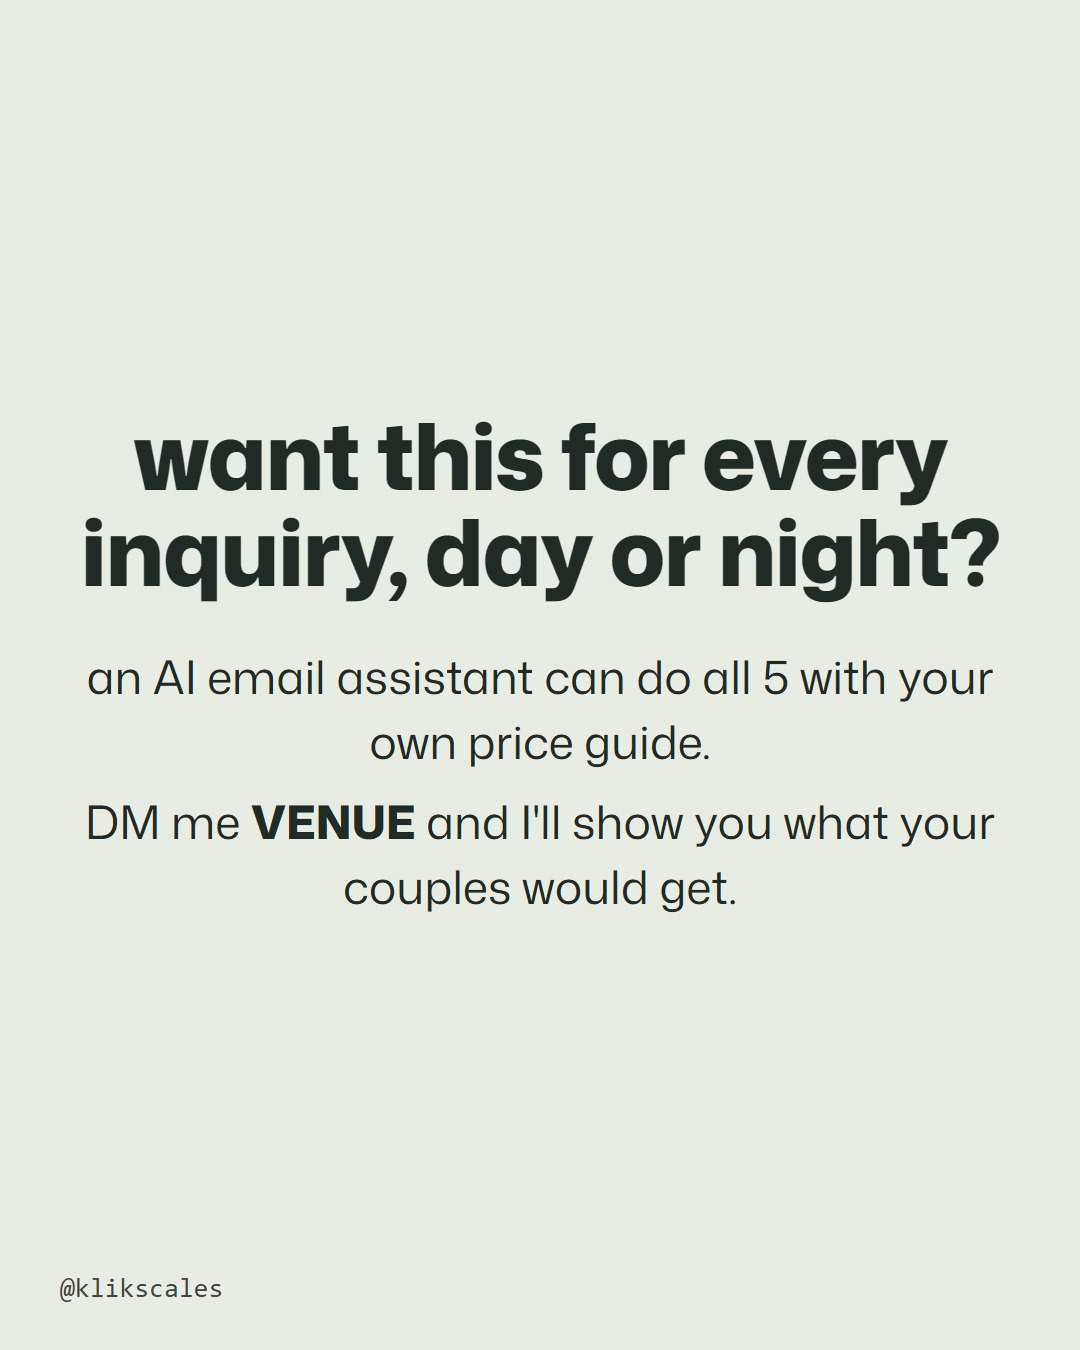 want this for every
inquiry, day or night?
an AI email assistant can do all 5 with your
own price guide.
DM me VENUE and I'll show you what your
couples would get.
@klikscales